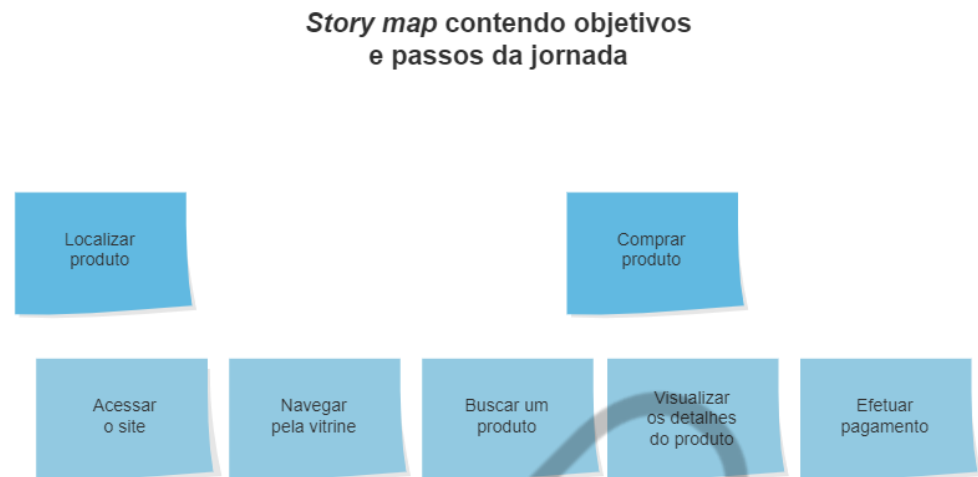 Story map contendo objetivos
e passos da jornada
Localizar
produto
Comprar
produto
Acessar
o site
Navegar
pela vitrine
Buscar um
produto
Visualizar
os detalhes
do produto
Efetuar
pagamento